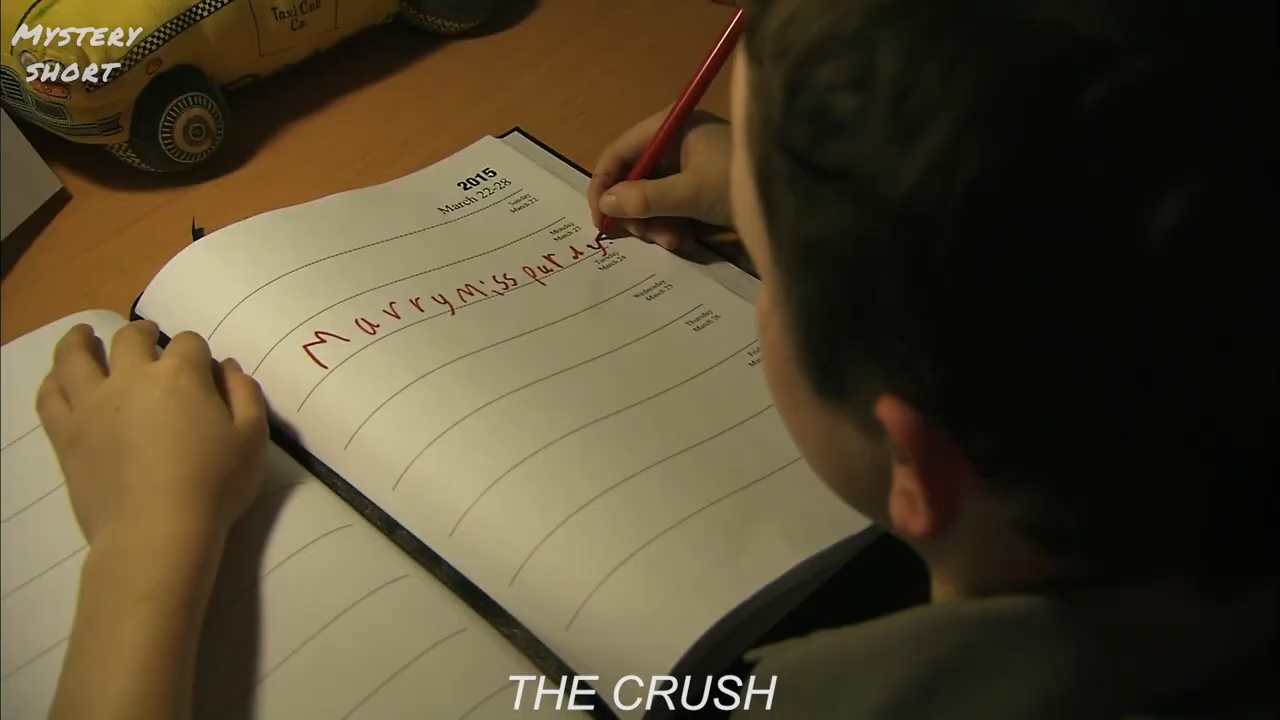 Mystery
short
Taxi Cab
Co.
2015
March 22-28
Sunday
March 22
Monday
March 23
Marry Miss purdy.
Tuesday
March 24
Wednesday
March 25
Thursday
March 26
THE CRUSH